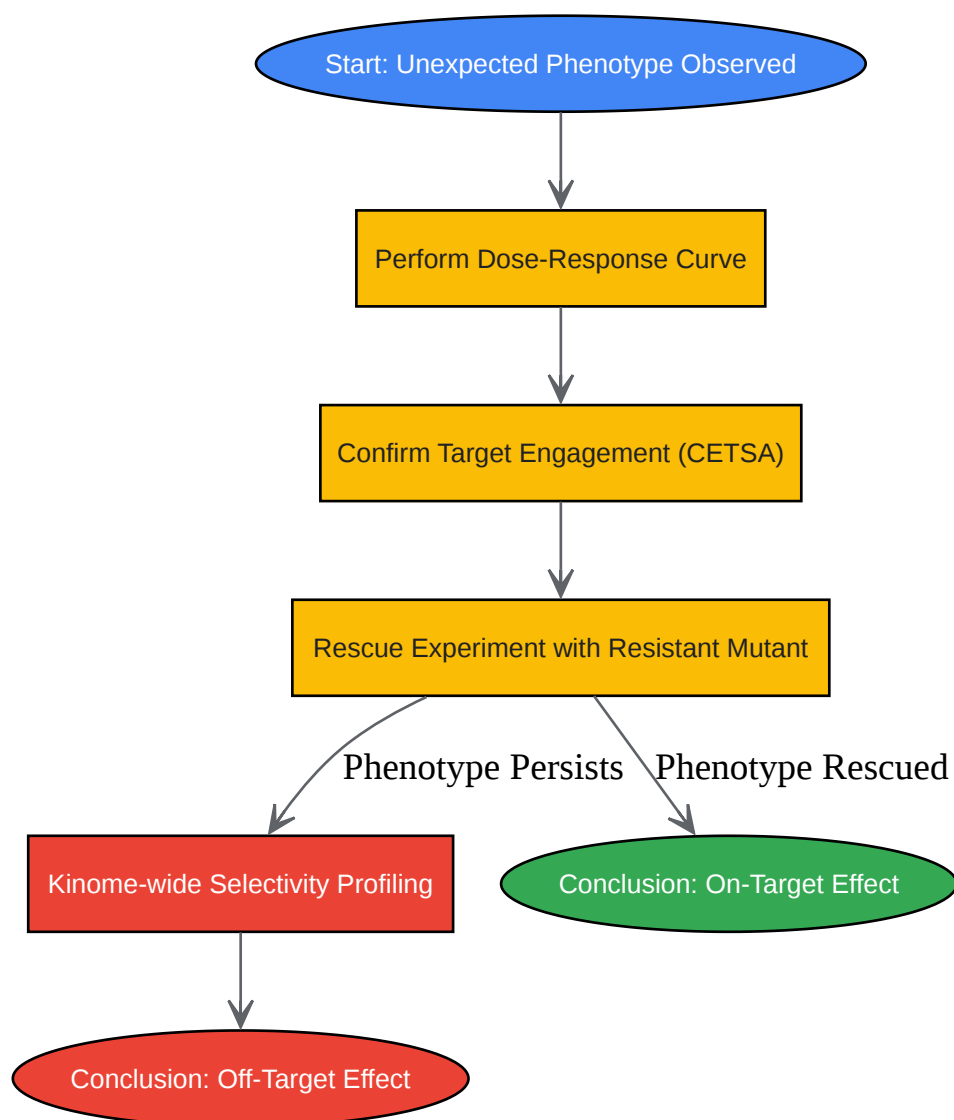 Start: Unexpected Phenotype Observed
Perform Dose-Response Curve
Confirm Target Engagement (CETSA)
Rescue Experiment with Resistant Mutant
Phenotype Persists
Phenotype Rescued
Kinome-wide Selectivity Profiling
Conclusion: On-Target Effect
Conclusion: Off-Target Effect